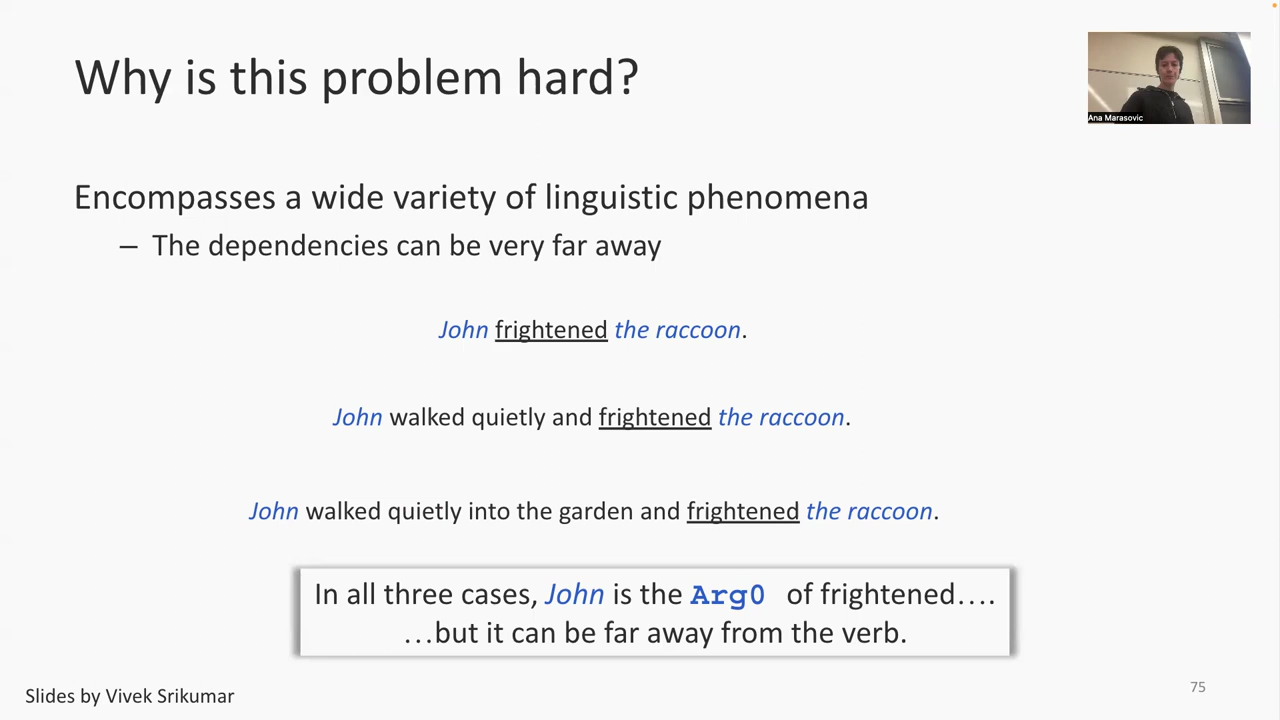 Why is this problem hard?
Ana Marasovic
Encompasses a wide variety of linguistic phenomena
– The dependencies can be very far away
John frightened the raccoon.
John walked quietly and frightened the raccoon.
John walked quietly into the garden and frightened the raccoon.
In all three cases, John is the Arg0 of frightened….
…but it can be far away from the verb.
Slides by Vivek Srikumar
75